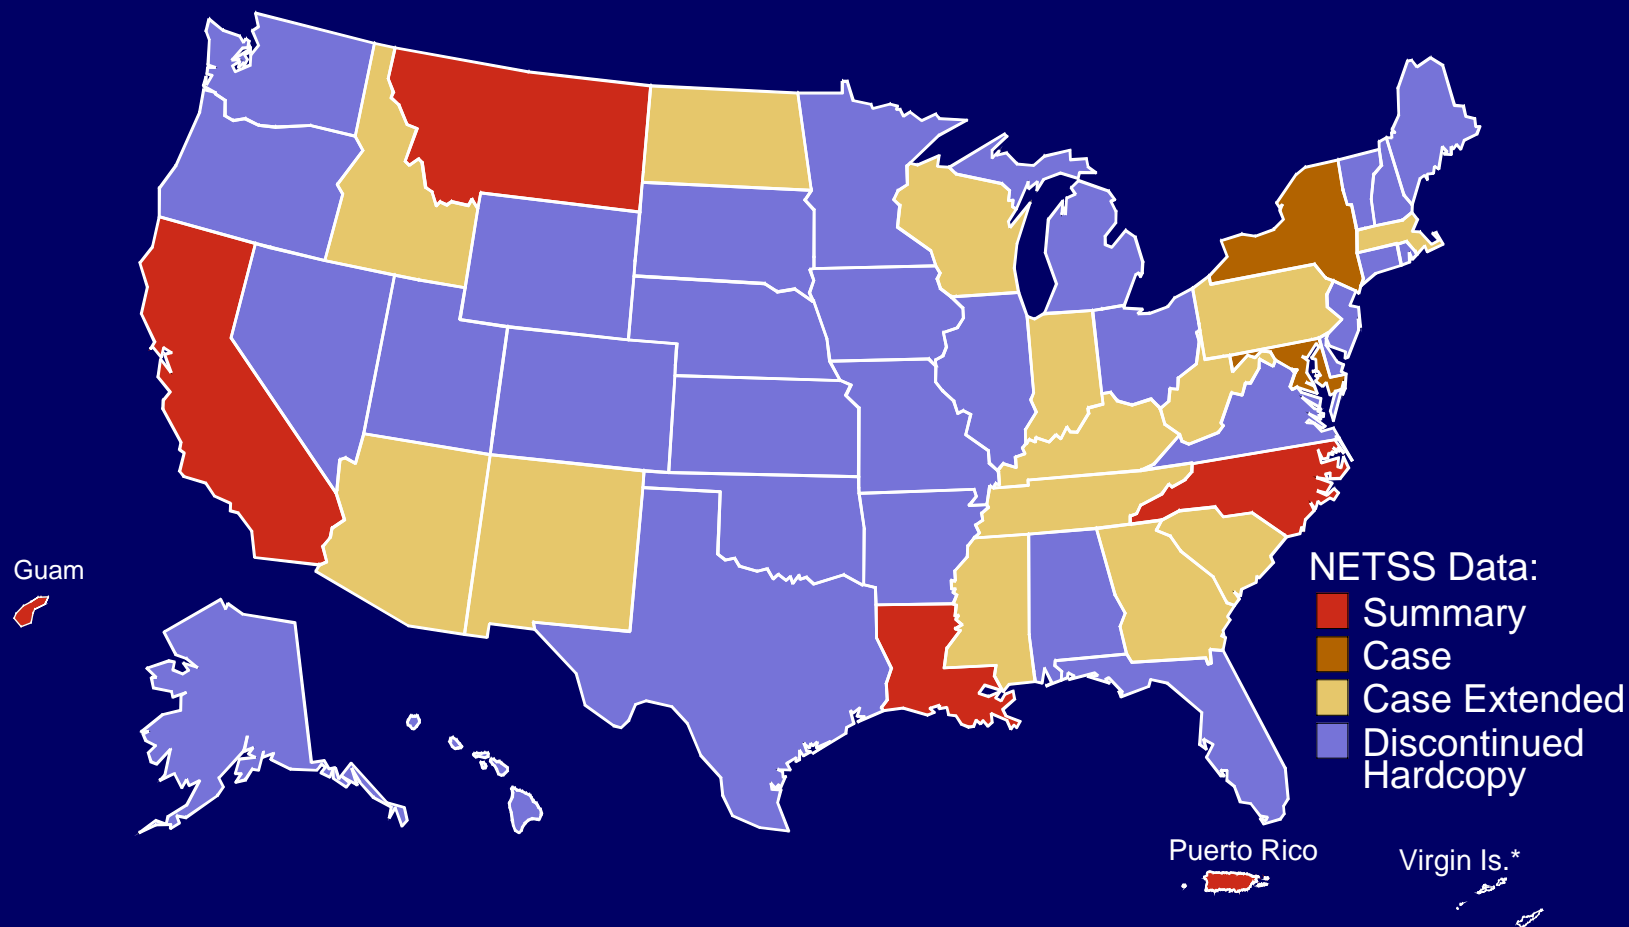 Guam
NETSS Data:
Summary
Case
Case Extended
Discontinued
Hardcopy
Puerto Rico
Virgin Is.*